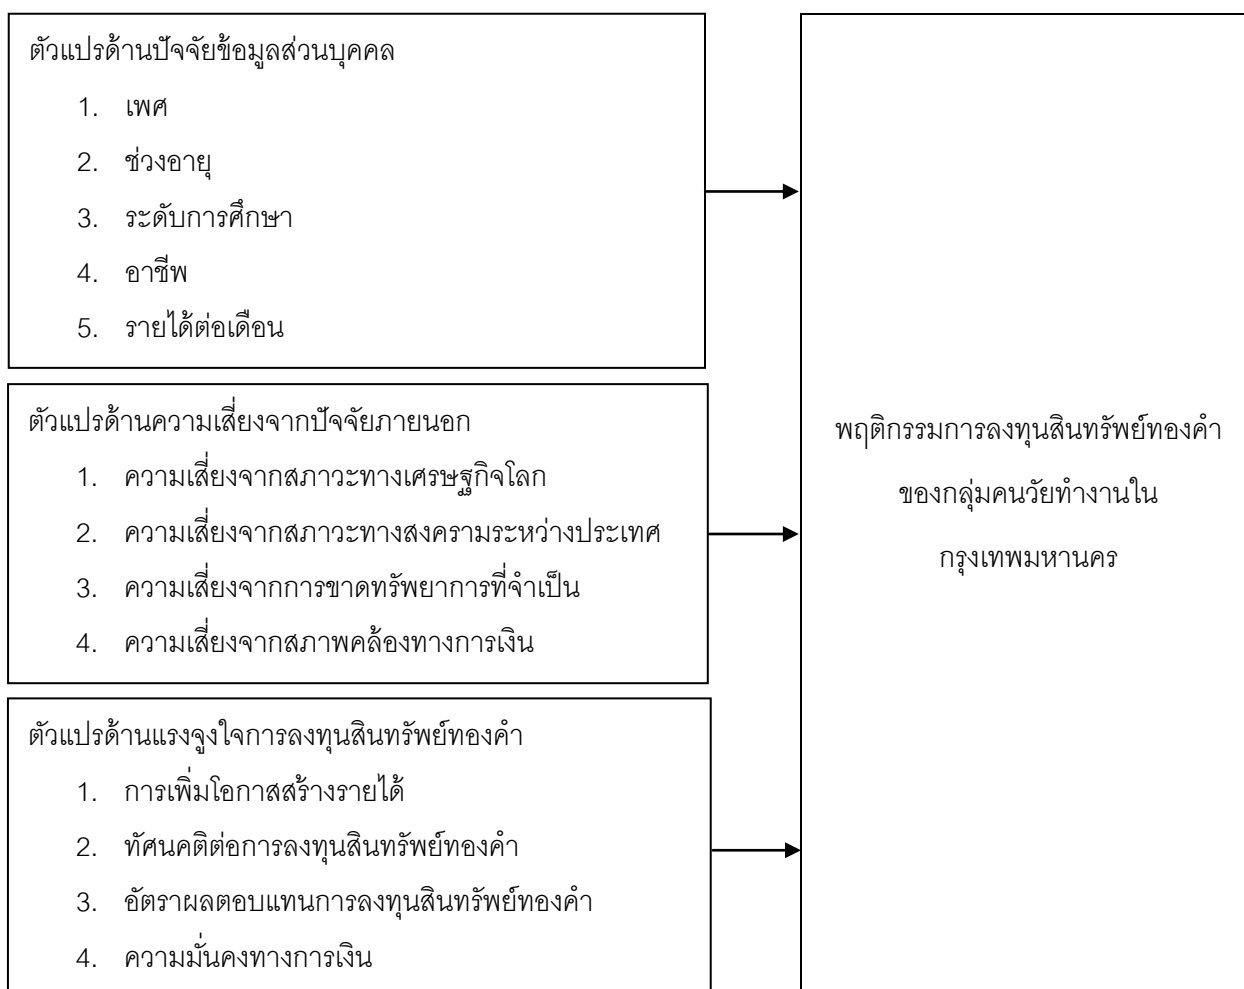 ตัวแปรด้านปัจจัยข้อมูลส่วนบุคคล
1. เพศ
2. ช่วงอายุ
3. ระดับการศึกษา
4. อาชีพ
5. รายได้ต่อเดือน
ตัวแปรด้านความเสี่ยงจากปัจจัยภายนอก
1. ความเสี่ยงจากสภาวะทางเศรษฐกิจโลก
2. ความเสี่ยงจากสภาวะทางสงครามระหว่างประเทศ
3. ความเสี่ยงจากการขาดทรัพยาการที่จำเป็น
4. ความเสี่ยงจากสภาพคล้องทางการเงิน
ตัวแปรด้านแรงจูงใจการลงทุนสินทรัพย์ทองคำ
1. การเพิ่มโอกาสสร้างรายได้
2. ทัศนคติต่อการลงทุนสินทรัพย์ทองคำ
3. อัตราผลตอบแทนการลงทุนสินทรัพย์ทองคำ
4. ความมั่นคงทางการเงิน
พฤติกรรมการลงทุนสินทรัพย์ทองคำ
ของกลุ่มคนวัยทำงานใน
กรุงเทพมหานคร